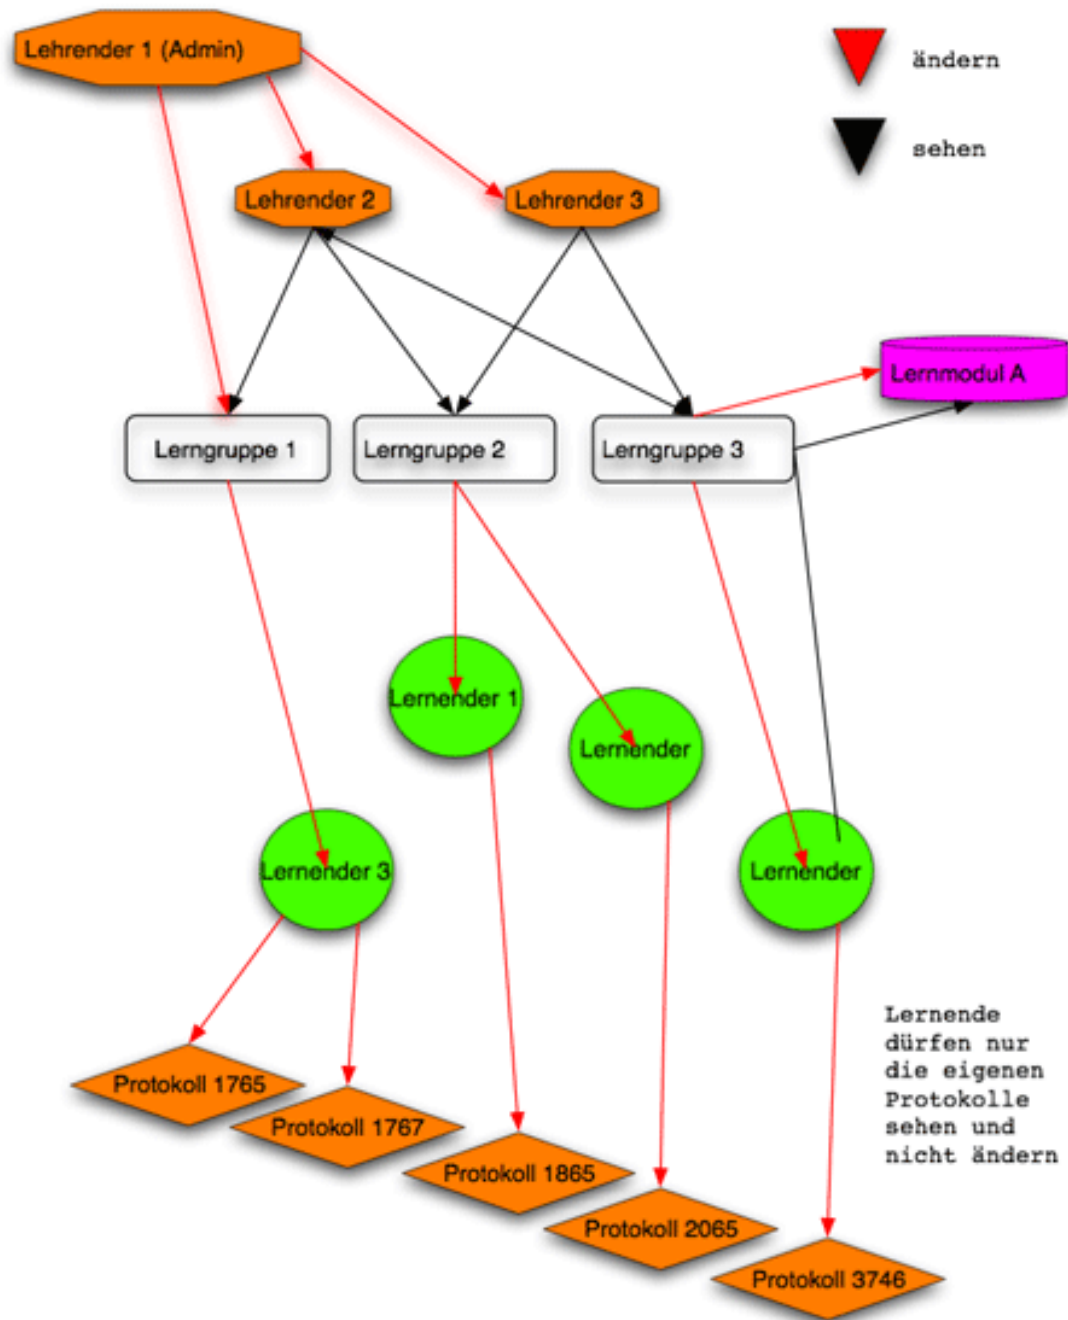 Lehrender 1 (Admin)
ändern
sehen
Lehrender 2
Lehrender 3
Lernmodul A
Lerngruppe 1
Lerngruppe 2
Lerngruppe 3
Lernender 1
Lernender
Lernender 3
Lernender
Lernende
dürfen nur
die eigenen
Protokolle
sehen und
nicht ändern
Protokoll 1765
Protokoll 1767
Protokoll 1865
Protokoll 2065
Protokoll 3746